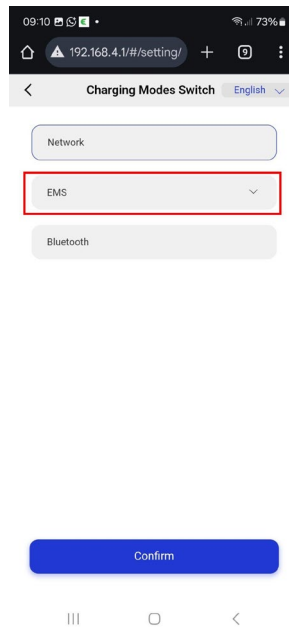 09:10
73%
192.168.4.1/#/setting/
9
Charging Modes Switch
English
Network
EMS
Bluetooth
Confirm